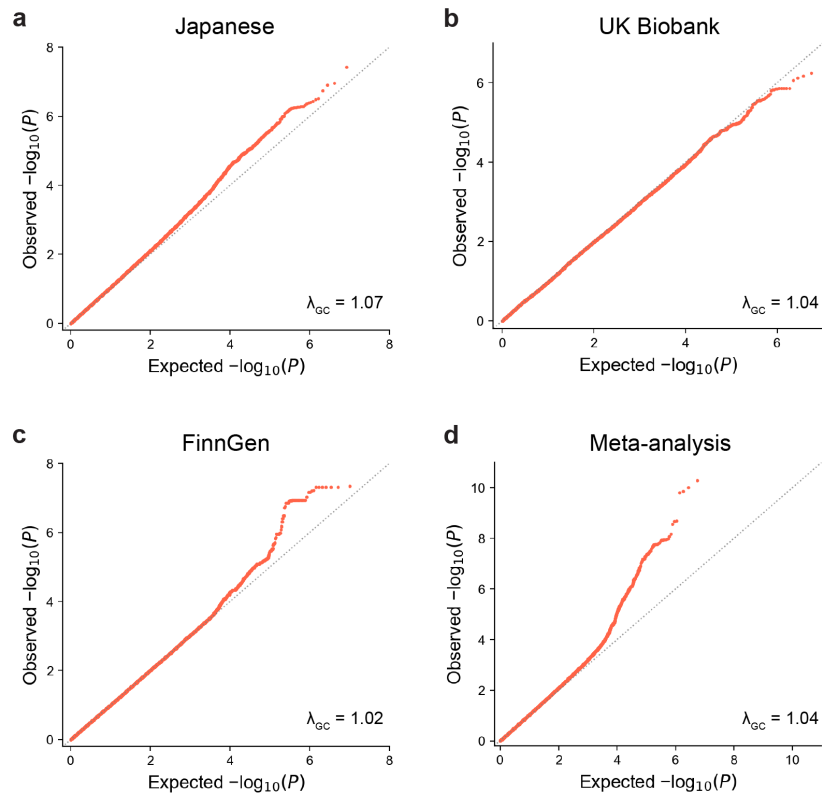 a
Japanese
8
6
4
2
0
Observed −log₁₀(P)
λGC = 1.07
0 2 4 6 8
Expected −log₁₀(P)
b
UK Biobank
6
4
2
0
Observed −log₁₀(P)
λGC = 1.04
0 2 4 6
Expected −log₁₀(P)
c
FinnGen
8
6
4
2
0
Observed −log₁₀(P)
λGC = 1.02
0 2 4 6 8
Expected −log₁₀(P)
d
Meta-analysis
10
8
6
4
2
0
Observed −log₁₀(P)
λGC = 1.04
0 2 4 6 8 10
Expected −log₁₀(P)